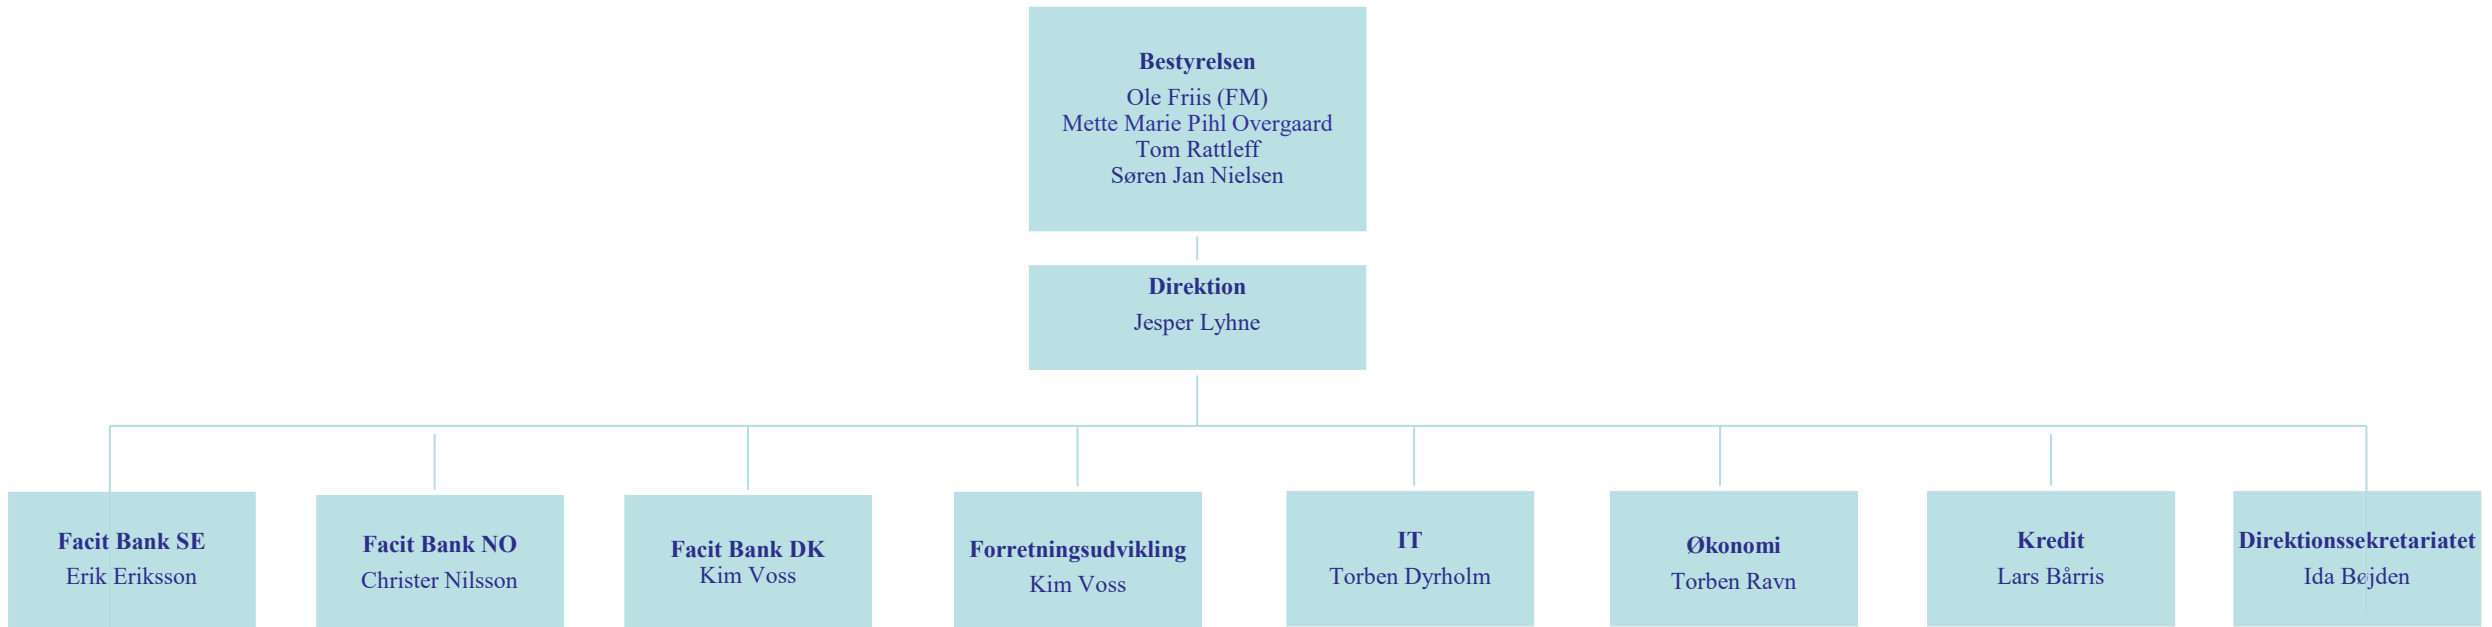 Bestyrelsen
Ole Friis (FM)
Mette Marie Pihl Overgaard
Tom Rattleff
Søren Jan Nielsen
Direktion
Jesper Lyhne
Facit Bank SE
Erik Eriksson
Facit Bank NO
Christer Nilsson
Facit Bank DK
Kim Voss
Forretningsudvikling
Kim Voss
IT
Torben Dyrholm
Økonomi
Torben Ravn
Kredit
Lars Bårris
Direktionssekretariatet
Ida Bøjden